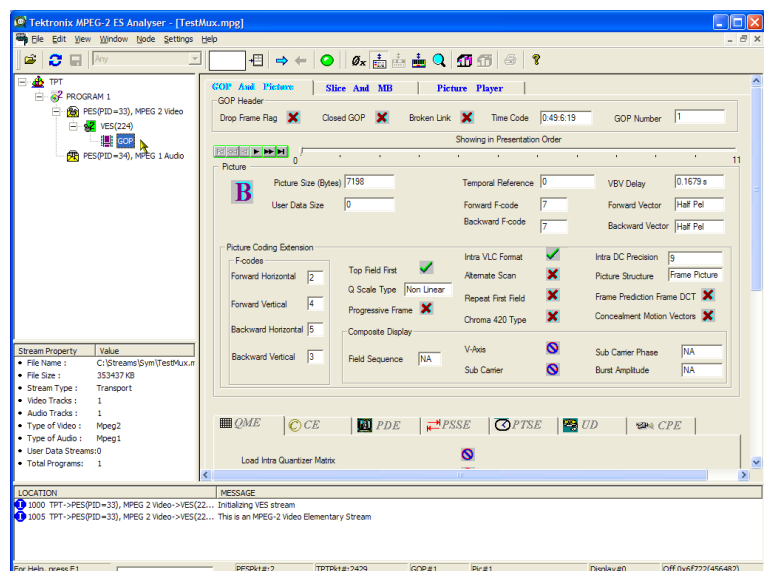 Tektronix MPEG-2 ES Analyser - [TestMux.mpg]
File Edit View Window Node Settings Help
Any
0x
TPT
PROGRAM 1
PES(PID=33), MPEG 2 Video
VES(224)
GOP
PES(PID=34), MPEG 1 Audio
GOP And Picture Slice And MB Picture Player
GOP Header
Drop Frame Flag Closed GOP Broken Link Time Code 0:49:6:19 GOP Number 1
Showing in Presentation Order
0 11
Picture
B
Picture Size (Bytes) 7198 Temporal Reference 0 VBV Delay 0.1679 s
User Data Size 0 Forward F-code 7 Forward Vector Half Pel
Backward F-code 7 Backward Vector Half Pel
Picture Coding Extension
F-codes
Forward Horizontal 2
Forward Vertical 4
Backward Horizontal 5
Backward Vertical 3
Top Field First
Q Scale Type Non Linear
Progressive Frame
Intra VLC Format
Alternate Scan
Repeat First Field
Chroma 420 Type
Intra DC Precision 9
Picture Structure Frame Picture
Frame Prediction Frame DCT
Concealment Motion Vectors
Composite Display
Field Sequence NA
V-Axis
Sub Carrier
Sub Carrier Phase NA
Burst Amplitude NA
QME CE PDE PSSE PTSE UD CPE
Load Intra Quantizer Matrix
Stream Property Value
File Name : C:\Streams\Sym\TestMux.m
File Size : 353437 KB
Stream Type : Transport
Video Tracks : 1
Audio Tracks : 1
Type of Video : Mpeg2
Type of Audio : Mpeg1
User Data Streams:0
Total Programs: 1
LOCATION MESSAGE
1000 TPT->PES(PID=33), MPEG 2 Video->VES(22... Initializing VES stream
1005 TPT->PES(PID=33), MPEG 2 Video->VES(22... This is an MPEG-2 Video Elementary Stream
For Help, press F1 PESPkt#:2 TPTPkt#:2429 GOP#1 Pic#1 Display#0 Off 0x6f722(456482)